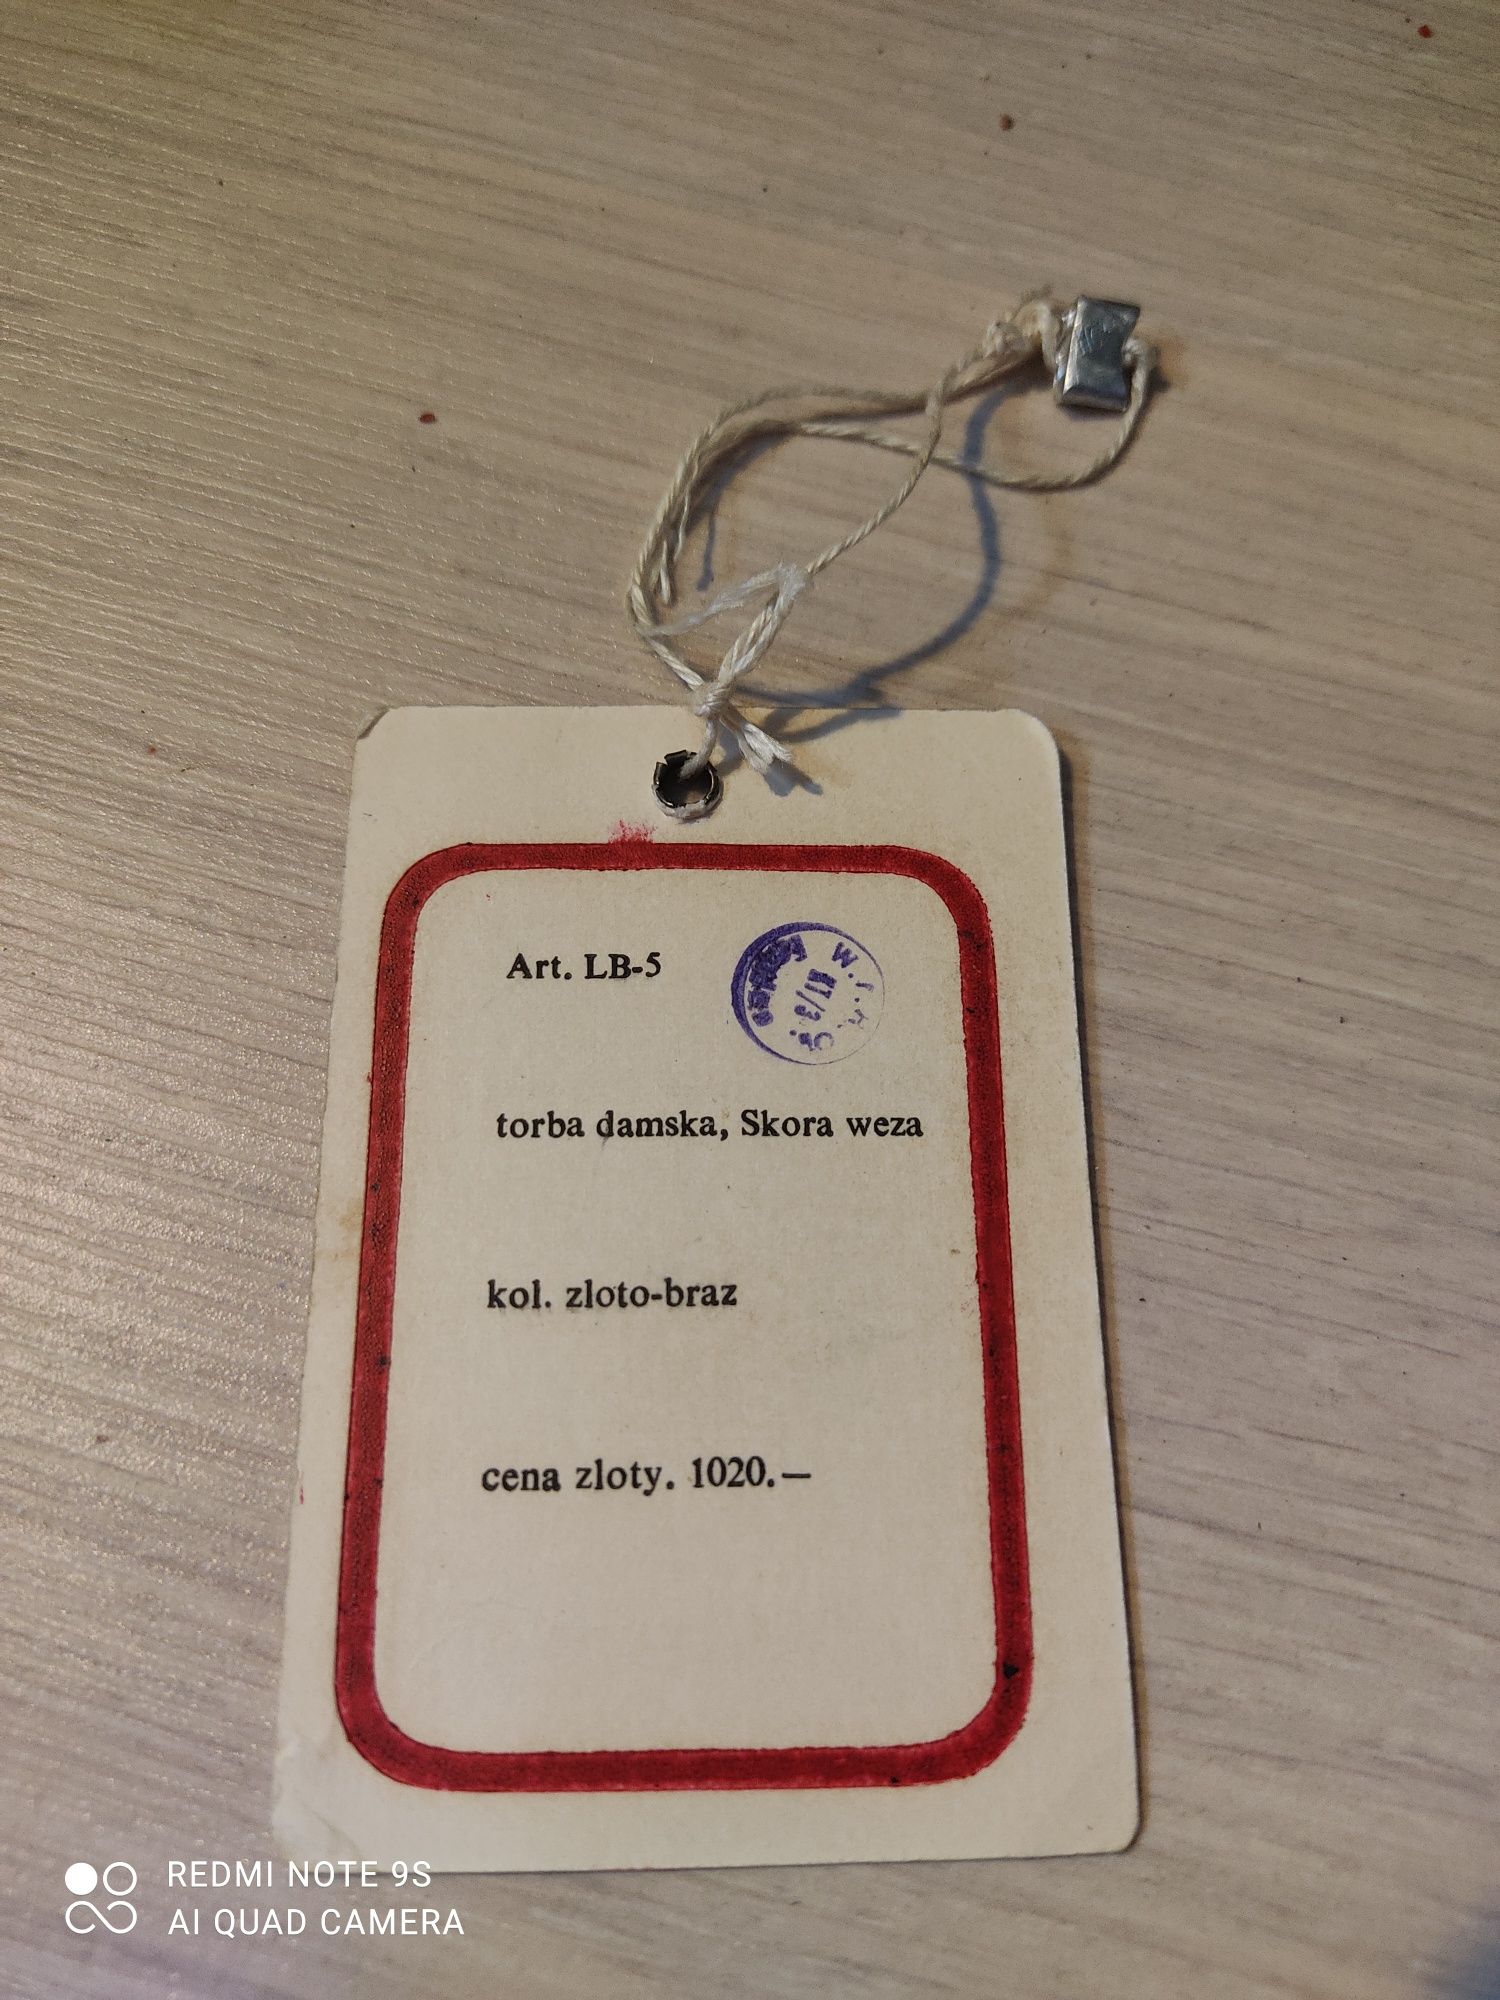 Art. LB-5
torba damska, Skora weza
kol. zloto-braz
cena zloty. 1020.—
REDMI NOTE 9S
AI QUAD CAMERA